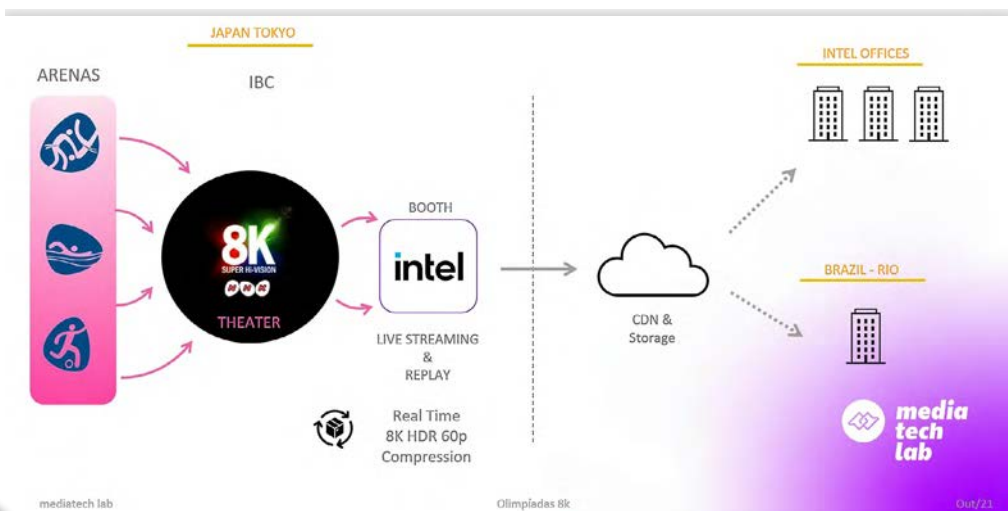 JAPAN TOKYO
ARENAS
IBC
8K
SUPER HI-VISION
NHK
THEATER
BOOTH
intel
LIVE STREAMING
&
REPLAY
Real Time
8K HDR 60p
Compression
CDN &
Storage
INTEL OFFICES
BRAZIL - RIO
media
tech
lab
mediatech lab
Olimpíadas 8k
Out/21